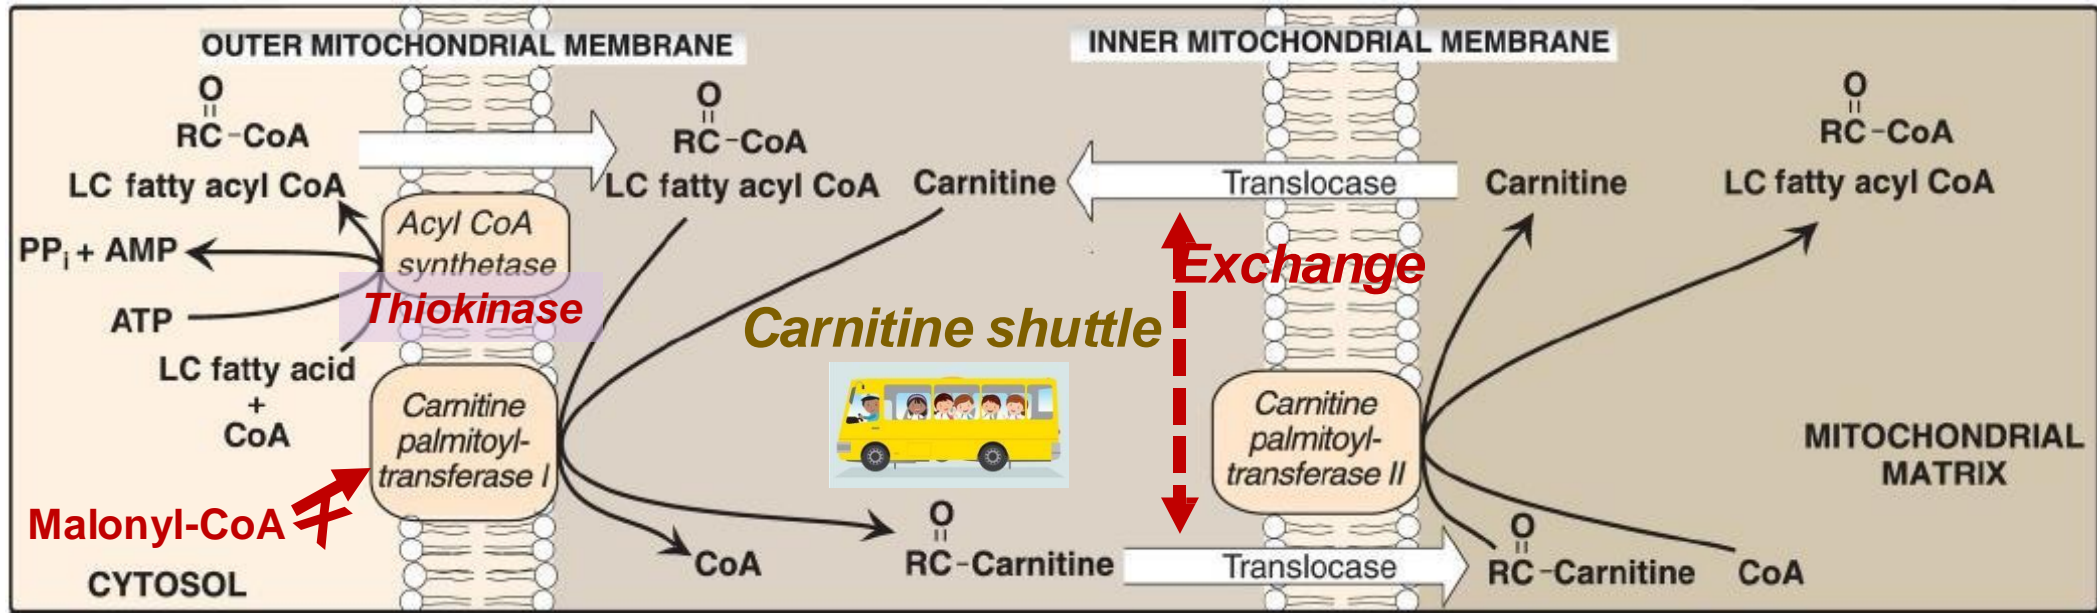 OUTER MITOCHONDRIAL MEMBRANE
INNER MITOCHONDRIAL MEMBRANE
O
RC-CoA
LC fatty acyl CoA
PPi + AMP
ATP
LC fatty acid
+
CoA
Malonyl-CoA
CYTOSOL
Acyl CoA
synthetase
Thiokinase
Carnitine
palmitoyl-
transferase I
O
RC-CoA
LC fatty acyl CoA
Carnitine
Carnitine shuttle
CoA
O
RC-Carnitine
Translocase
Exchange
Carnitine
palmitoyl-
transferase II
Translocase
Carnitine
O
RC-CoA
LC fatty acyl CoA
MITOCHONDRIAL
MATRIX
O
RC-Carnitine
CoA